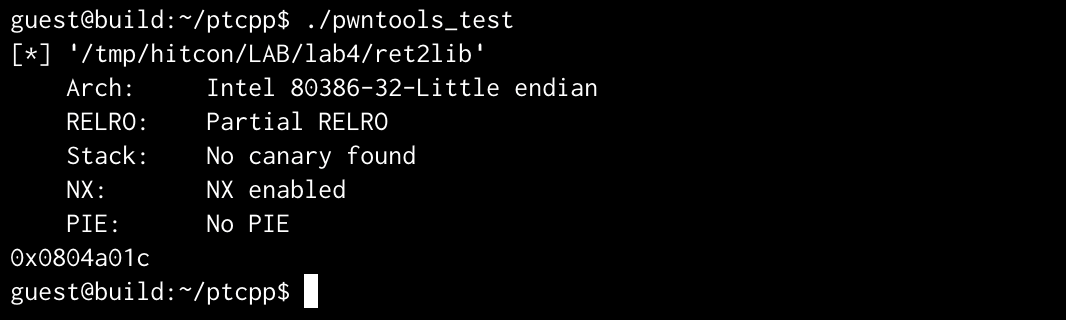 guest@build:~/ptcpp$ ./pwntools_test
[*] '/tmp/hitcon/LAB/lab4/ret2lib'
    Arch:     Intel 80386-32-Little endian
    RELRO:    Partial RELRO
    Stack:    No canary found
    NX:       NX enabled
    PIE:      No PIE
0x0804a01c
guest@build:~/ptcpp$